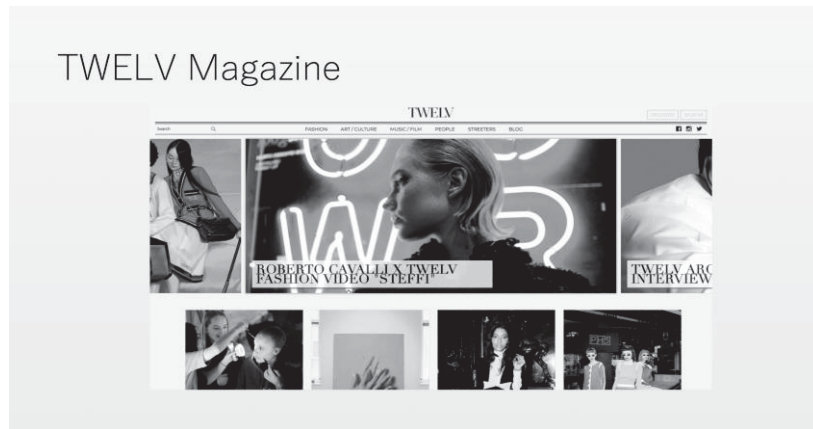 TWELV Magazine
TWELV
Search
FASHION ART / CULTURE MUSIC / FILM PEOPLE STREETERS BLOG
ROBERTO CAVALLI X TWELV
FASHION VIDEO "STEFFI"
TWELV ARC
INTERVIEW